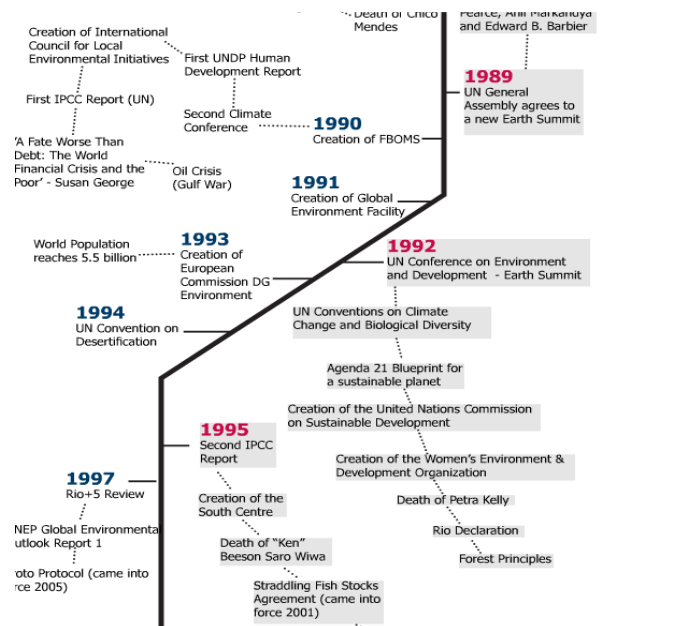 Death of Chico
Mendes
Pearce, Anil Markandya
and Edward B. Barbier
Creation of International
Council for Local
Environmental Initiatives
First UNDP Human
Development Report
1989
UN General
Assembly agrees to
a new Earth Summit
First IPCC Report (UN)
Second Climate
Conference
1990
Creation of FBOMS
'A Fate Worse Than
Debt: The World
Financial Crisis and the
Poor' - Susan George
Oil Crisis
(Gulf War)
1991
Creation of Global
Environment Facility
World Population
reaches 5.5 billion
1993
Creation of
European
Commission DG
Environment
1992
UN Conference on Environment
and Development - Earth Summit
1994
UN Convention on
Desertification
UN Conventions on Climate
Change and Biological Diversity
Agenda 21 Blueprint for
a sustainable planet
Creation of the United Nations Commission
on Sustainable Development
1995
Second IPCC
Report
Creation of the Women's Environment &
Development Organization
1997
Rio+5 Review
Creation of the
South Centre
Death of Petra Kelly
NEP Global Environmental
utlook Report 1
Rio Declaration
Death of "Ken"
Beeson Saro Wiwa
Forest Principles
oto Protocol (came into
rce 2005)
Straddling Fish Stocks
Agreement (came into
force 2001)